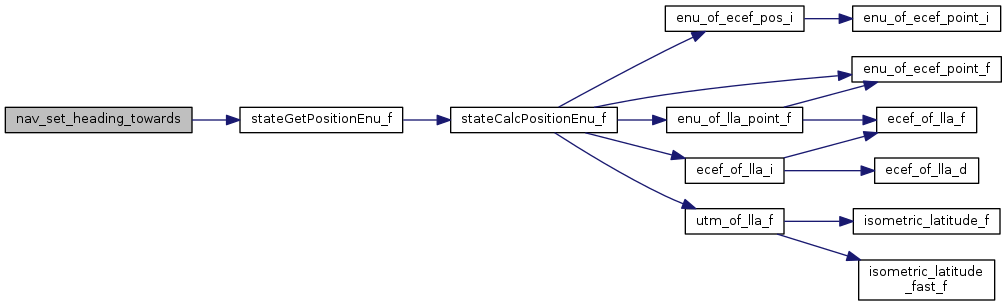 nav_set_heading_towards
stateGetPositionEnu_f
stateCalcPositionEnu_f
enu_of_ecef_pos_i
enu_of_ecef_point_i
enu_of_ecef_point_f
enu_of_lla_point_f
ecef_of_lla_f
ecef_of_lla_i
ecef_of_lla_d
utm_of_lla_f
isometric_latitude_f
isometric_latitude
_fast_f